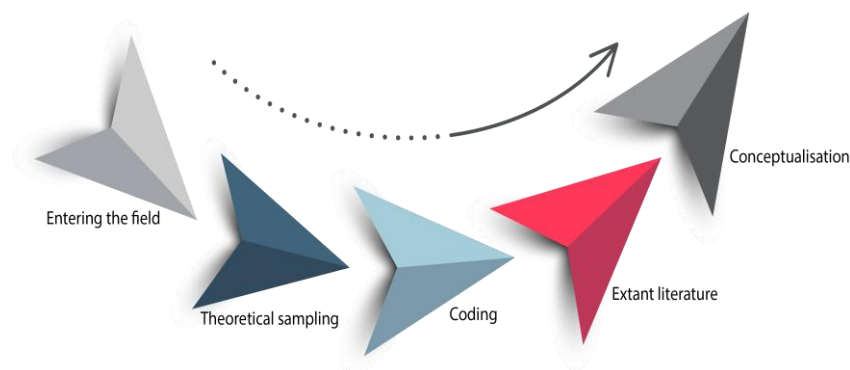 Entering the field
Theoretical sampling
Coding
Extant literature
Conceptualisation